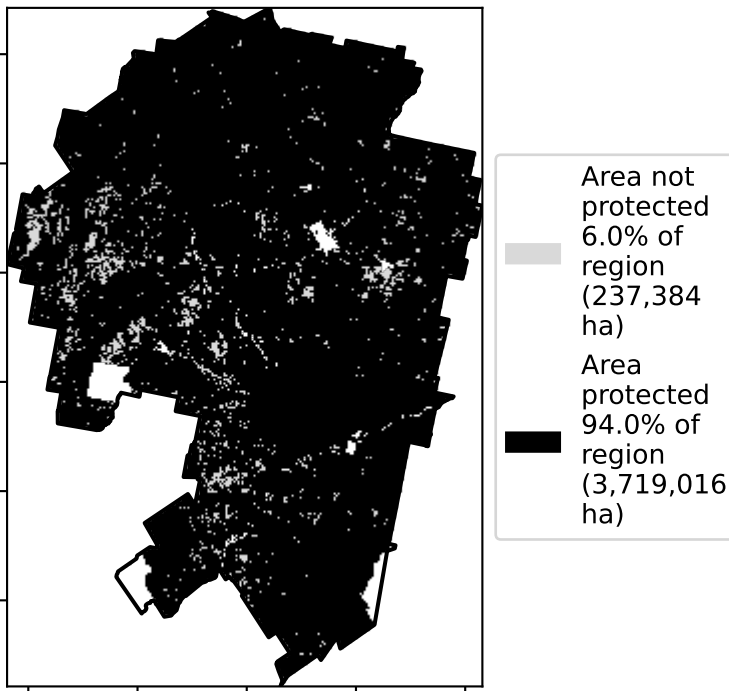 Area not
protected
6.0% of
region
(237,384
ha)
Area
protected
94.0% of
region
(3,719,016
ha)